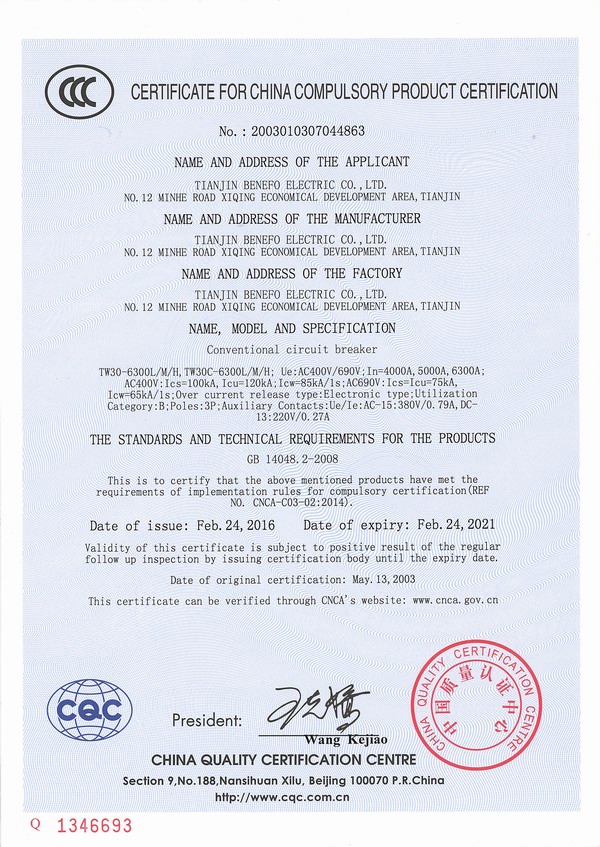 CCC
CERTIFICATE FOR CHINA COMPULSORY PRODUCT CERTIFICATION
No.: 2003010307044863
NAME AND ADDRESS OF THE APPLICANT
TIANJIN BENEFO ELECTRIC CO.,LTD.
NO.12 MINHE ROAD XIQING ECONOMICAL DEVELOPMENT AREA,TIANJIN
NAME AND ADDRESS OF THE MANUFACTURER
TIANJIN BENEFO ELECTRIC CO.,LTD.
NO.12 MINHE ROAD XIQING ECONOMICAL DEVELOPMENT AREA,TIANJIN
NAME AND ADDRESS OF THE FACTORY
TIANJIN BENEFO ELECTRIC CO.,LTD.
NO.12 MINHE ROAD XIQING ECONOMICAL DEVELOPMENT AREA,TIANJIN
NAME, MODEL AND SPECIFICATION
Conventional circuit breaker
TW30-6300L/M/H,TW30C-6300L/M/H; Ue:AC400V/690V;In=4000A,5000A,6300A;
AC400V:Ics=100kA,Icu=120kA;Icw=85kA/1s;AC690V:Ics=Icu=75kA,
Icw=65kA/1s;Over current release type:Electronic type;Utilization
Category:B;Poles:3P;Auxiliary Contacts:Ue/Ie:AC-15:380V/0.79A,DC-
13:220V/0.27A
THE STANDARDS AND TECHNICAL REQUIREMENTS FOR THE PRODUCTS
GB 14048.2-2008
This is to certify that the above mentioned products have met the
requirements of implementation rules for compulsory certification(REF
NO. CNCA-C03-02:2014).
Date of issue: Feb.24,2016 Date of expiry: Feb.24,2021
Validity of this certificate is subject to positive result of the regular
follow up inspection by issuing certification body until the expiry date.
Date of original certification: May.13,2003
This certificate can be verified through CNCA's website: www.cnca.gov.cn
CQC
President:
Wang Kejiao
CHINA QUALITY CERTIFICATION CENTRE
中国质量认证中心
CHINA QUALITY CERTIFICATION CENTRE
Section 9,No.188,Nansihuan Xilu, Beijing 100070 P.R.China
http://www.cqc.com.cn
Q 1346693